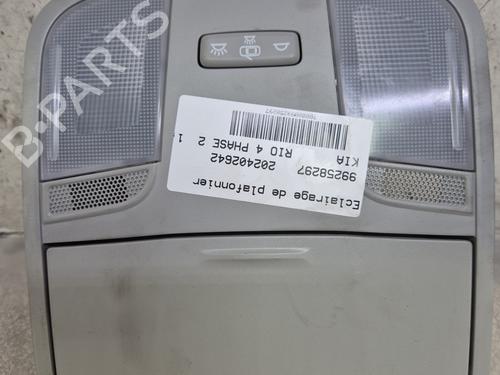 B-PARTS
Eclairage de plafonnier
99258297 202402642
KIA RIO 4 PHASE 2 1